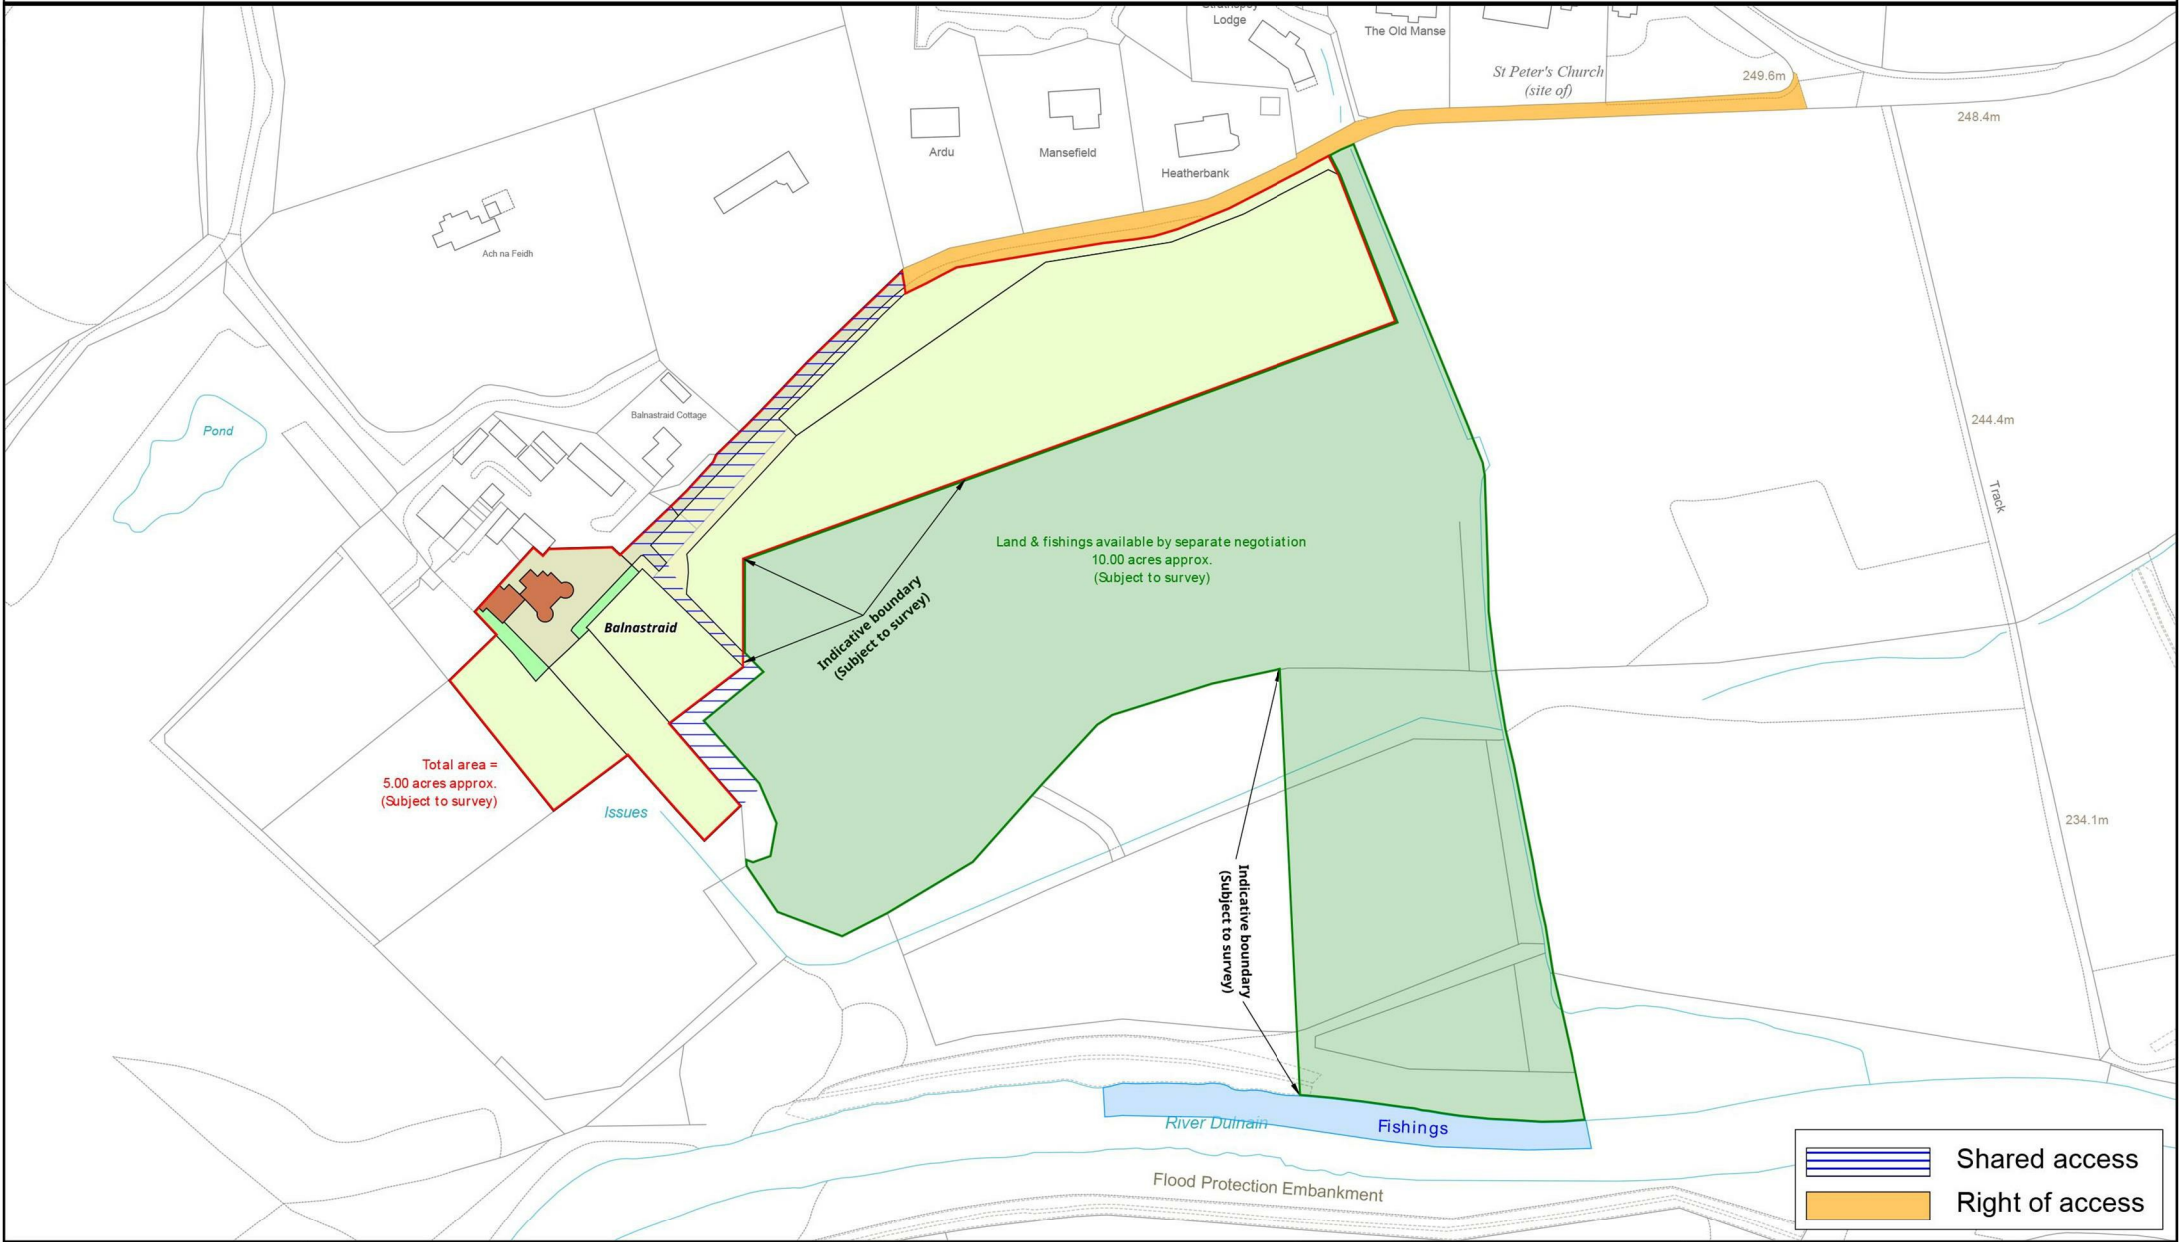 Lodge
The Old Manse
St Peter's Church
(site of)
249.6m
248.4m
Ardu
Mansefield
Heatherbank
Ach na Feidh
Balnastraid Cottage
Pond
244.4m
Track
Land & fishings available by separate negotiation
10.00 acres approx.
(Subject to survey)
Indicative boundary
(Subject to survey)
Balnastraid
Total area =
5.00 acres approx.
(Subject to survey)
Issues
234.1m
Indicative boundary
(Subject to survey)
River Dulnain
Fishings
Flood Protection Embankment
Shared access
Right of access